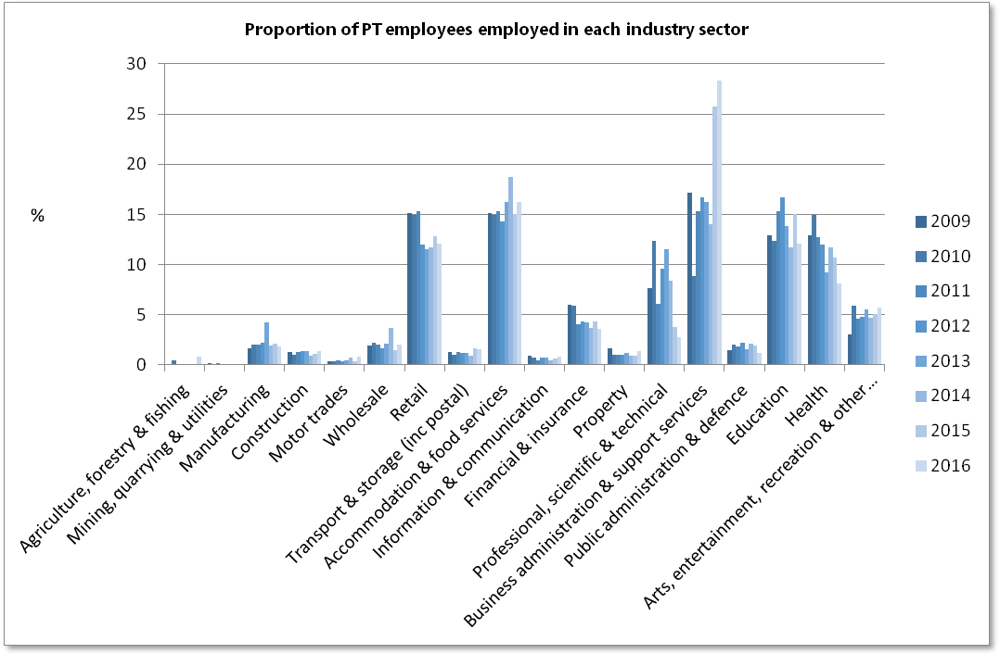 Proportion of PT employees employed in each industry sector
30
25
20
15
10
5
0
%
Agriculture, forestry & fishing
Mining, quarrying & utilities
Manufacturing
Construction
Motor trades
Wholesale
Retail
Transport & storage (inc postal)
Accommodation & food services
Information & communication
Financial & insurance
Property
Professional, scientific & technical
Business administration & support services
Public administration & defence
Education
Health
Arts, entertainment, recreation & other...
2009
2010
2011
2012
2013
2014
2015
2016